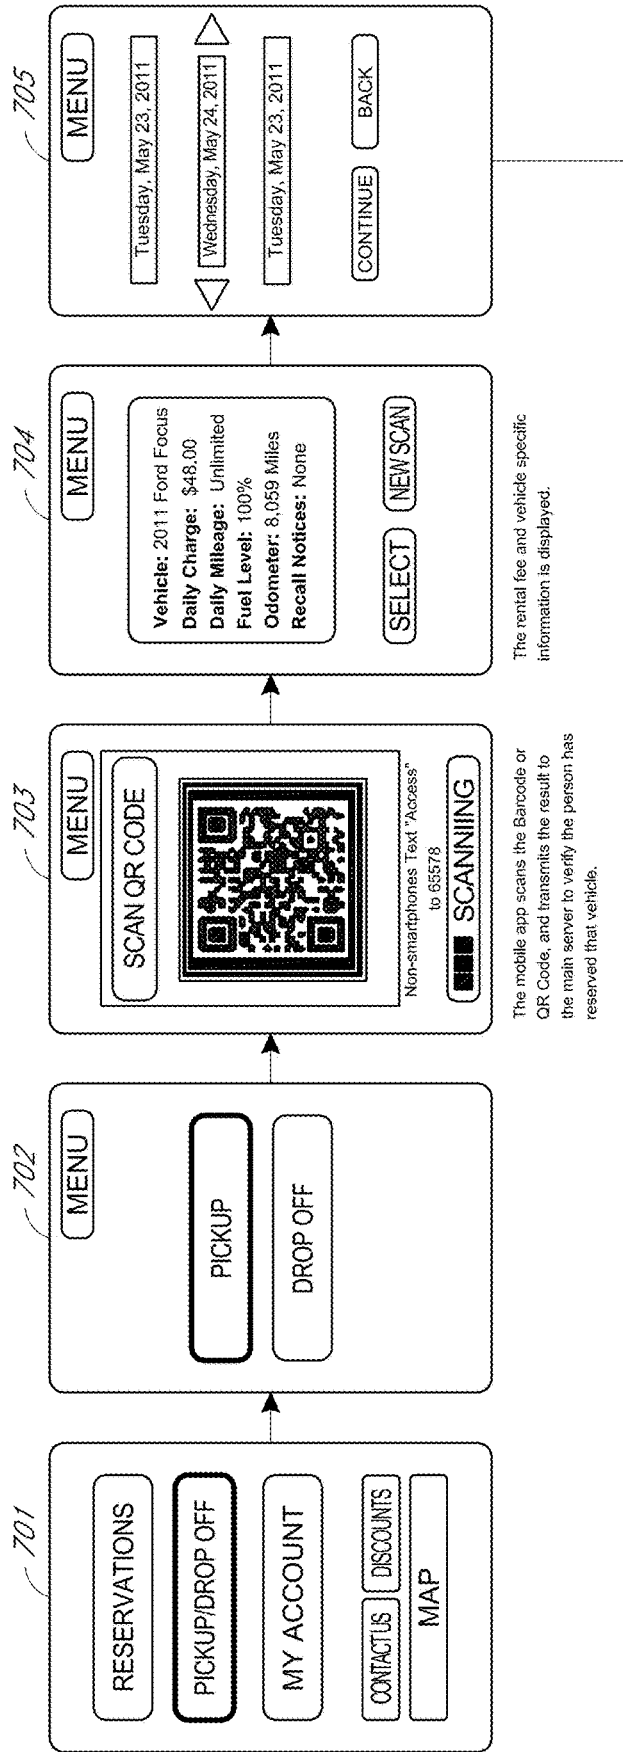 701
RESERVATIONS
PICKUP/DROP OFF
MY ACCOUNT
CONTACT US
DISCOUNTS
MAP
702
MENU
PICKUP
DROP OFF
703
MENU
SCAN QR CODE
Non-smartphones Text "Access"
to 65578
SCANNIING
The mobile app scans the Barcode or
QR Code, and transmits the result to
the main server to verify the person has
reserved that vehicle.
704
MENU
Vehicle: 2011 Ford Focus
Daily Charge: $48.00
Daily Mileage: Unlimited
Fuel Level: 100%
Odometer: 8,059 Miles
Recall Notices: None
SELECT
NEW SCAN
The rental fee and vehicle specific
information is displayed.
705
MENU
Tuesday, May 23, 2011
Wednesday, May 24, 2011
Tuesday, May 23, 2011
CONTINUE
BACK